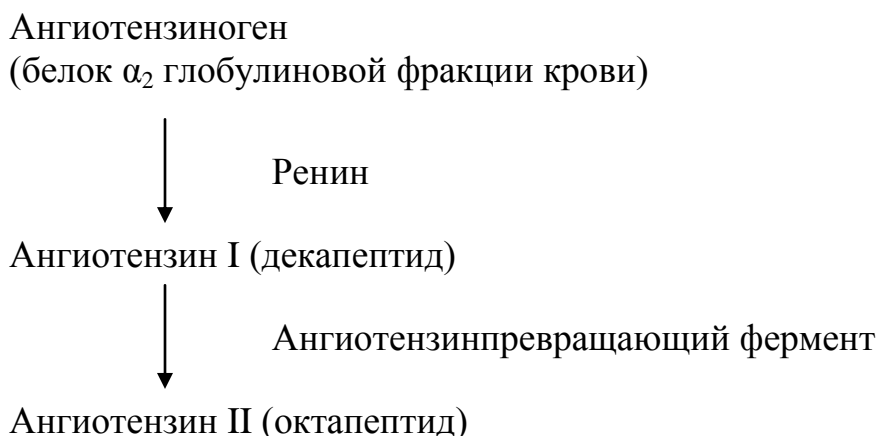 Ангиотензиноген
(белок α₂ глобулиновой фракции крови)
Ренин
Ангиотензин I (декапептид)
Ангиотензинпревращающий фермент
Ангиотензин II (октапептид)